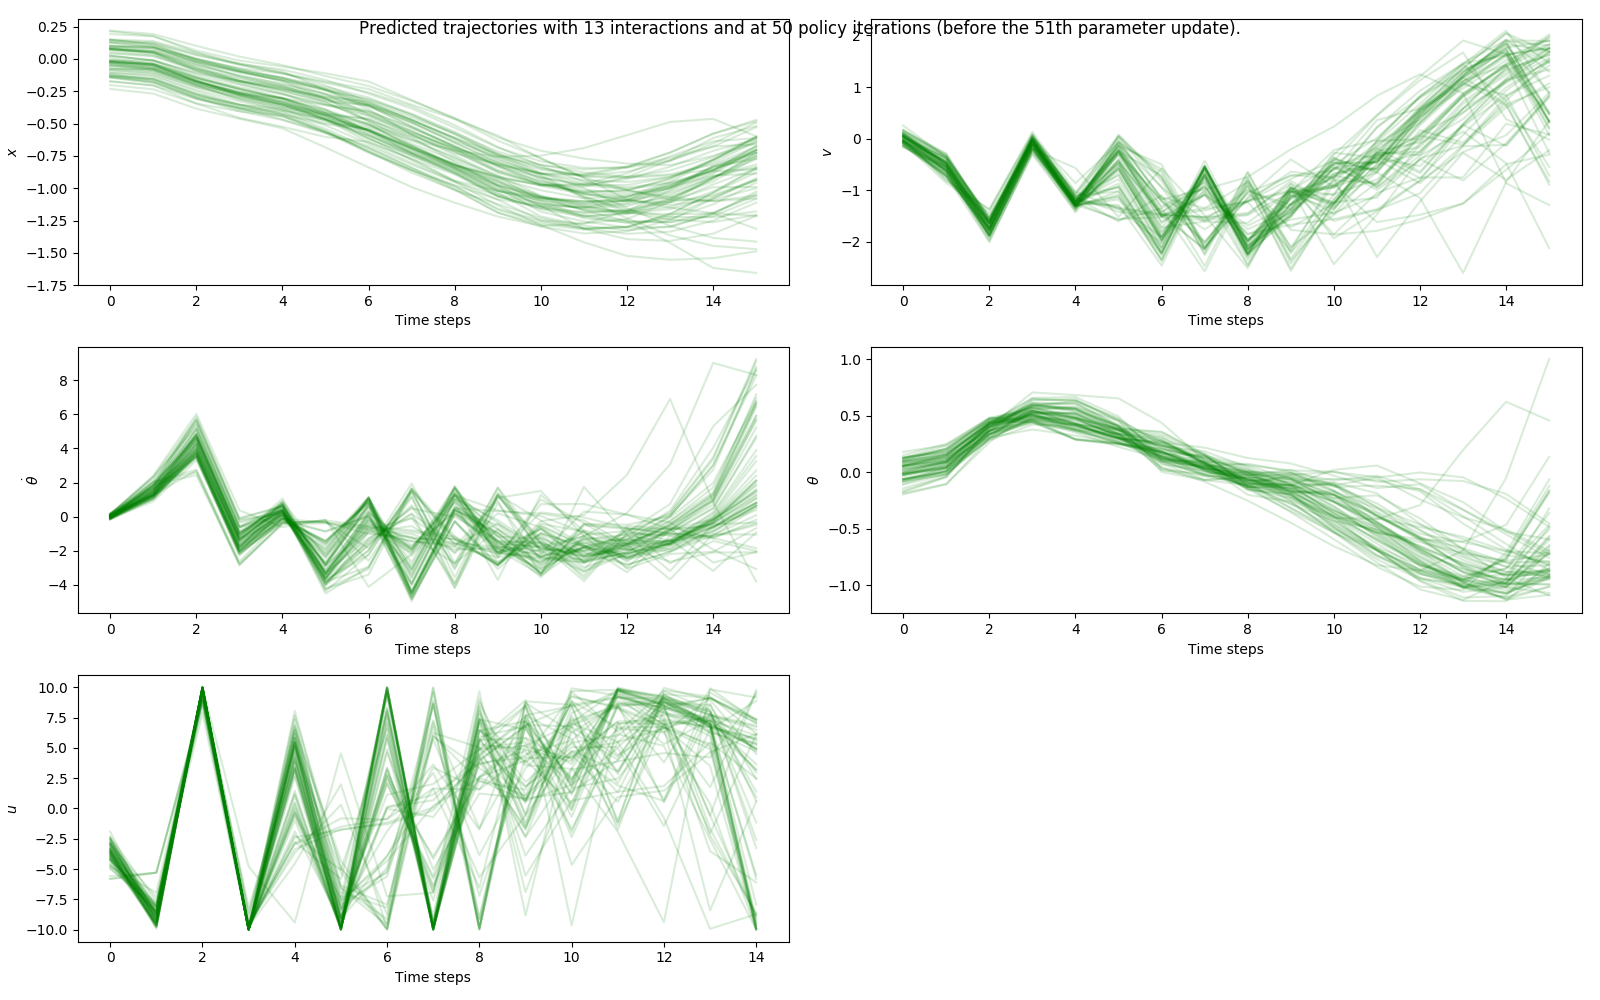 Predicted trajectories with 13 interactions and at 50 policy iterations (before the 51th parameter update).
0.25
0.00
−0.25
−0.50
−0.75
−1.00
−1.25
−1.50
−1.75
x
0 2 4 6 8 10 12 14
Time steps
2
1
0
−1
−2
v
0 2 4 6 8 10 12 14
Time steps
8
6
4
2
0
−2
−4
θ̇
0 2 4 6 8 10 12 14
Time steps
1.0
0.5
0.0
−0.5
−1.0
θ
0 2 4 6 8 10 12 14
Time steps
10.0
7.5
5.0
2.5
0.0
−2.5
−5.0
−7.5
−10.0
u
0 2 4 6 8 10 12 14
Time steps